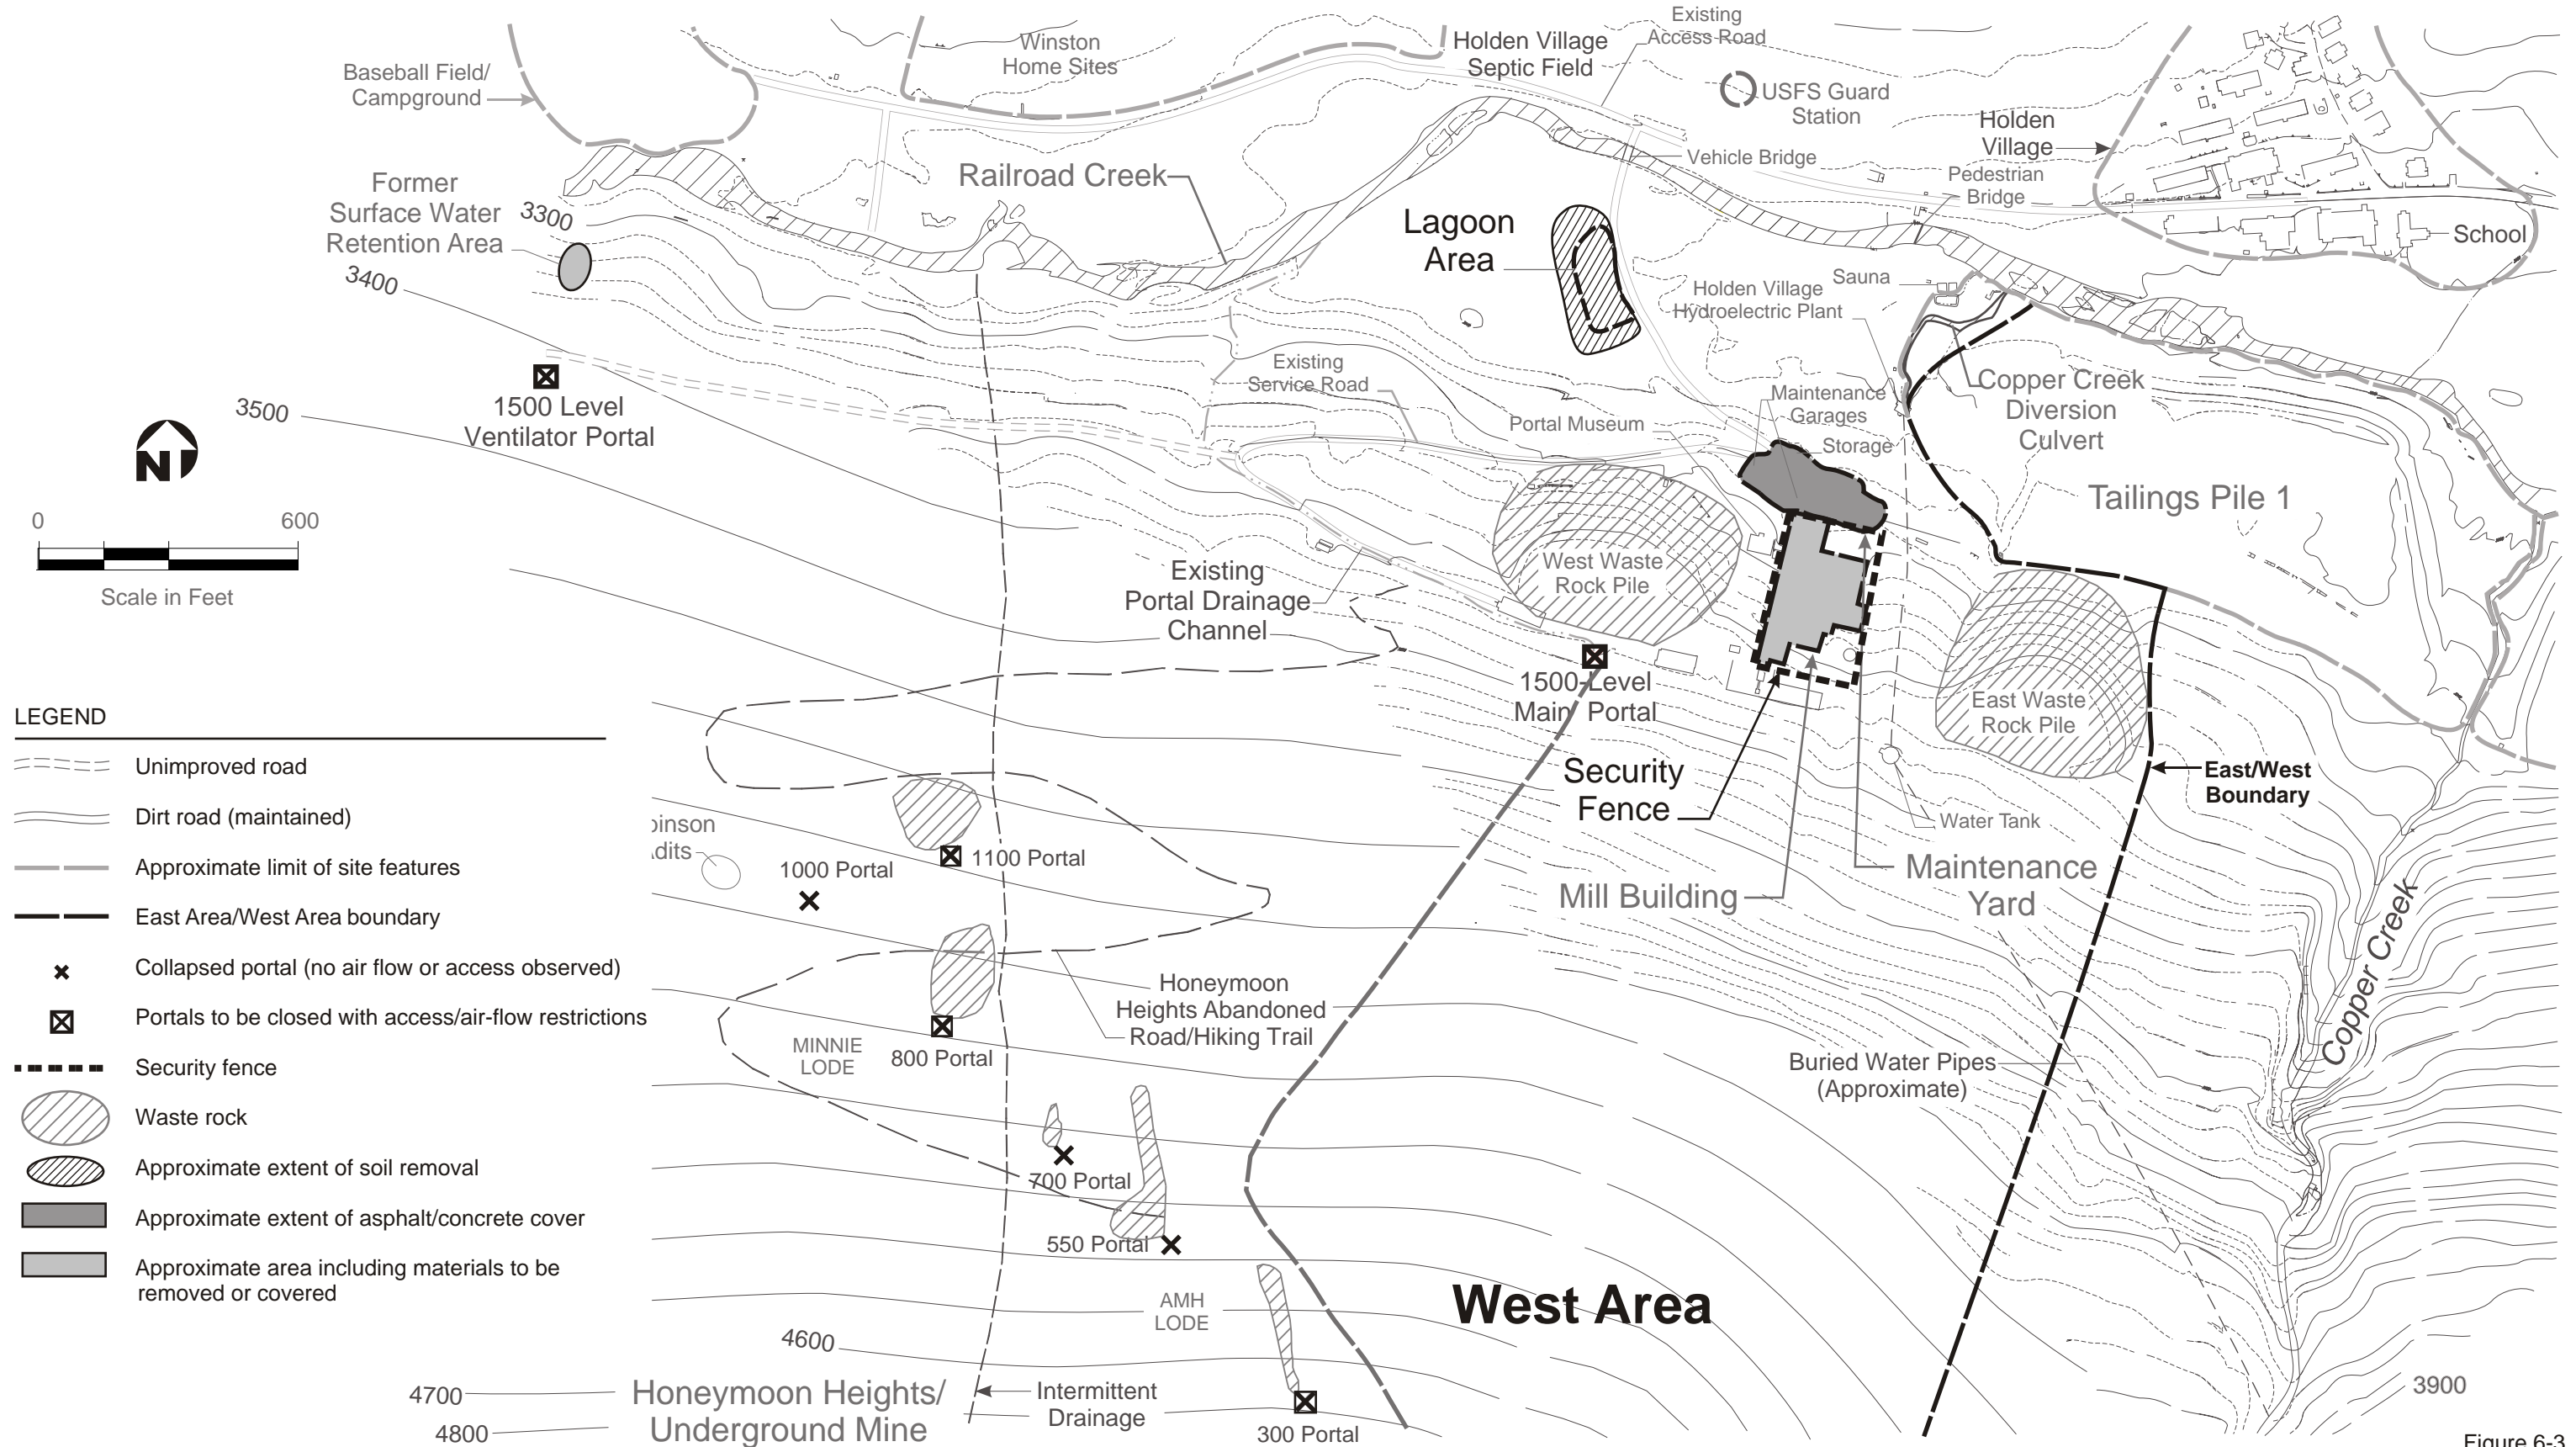 Existing
Access Road
Winston
Home Sites
Holden Village
Septic Field
Baseball Field/
Campground
USFS Guard
Station
Holden
Village
Vehicle Bridge
Pedestrian
Bridge
Railroad Creek
Former
Surface Water
Retention Area
3300
3400
3500
Lagoon
Area
School
Sauna
Holden Village
Hydroelectric Plant
Existing
Service Road
Copper Creek
Diversion
Culvert
1500 Level
Ventilator Portal
Maintenance
Garages
Portal Museum
Storage
N
Tailings Pile 1
0
600
Scale in Feet
West Waste
Rock Pile
Existing
Portal Drainage
Channel
1500-Level
Main Portal
East Waste
Rock Pile
Security
Fence
East/West
Boundary
Water Tank
Mill Building
Maintenance
Yard
LEGEND
Unimproved road
Dirt road (maintained)
Approximate limit of site features
East Area/West Area boundary
Collapsed portal (no air flow or access observed)
Portals to be closed with access/air-flow restrictions
Security fence
Waste rock
Approximate extent of soil removal
Approximate extent of asphalt/concrete cover
Approximate area including materials to be
removed or covered
1000 Portal
1100 Portal
Honeymoon
Heights Abandoned
Road/Hiking Trail
MINNIE
LODE
800 Portal
Buried Water Pipes
(Approximate)
Copper Creek
700 Portal
550 Portal
AMH
LODE
West Area
4600
4700
4800
Honeymoon Heights/
Underground Mine
Intermittent
Drainage
300 Portal
3900
Figure 6-3